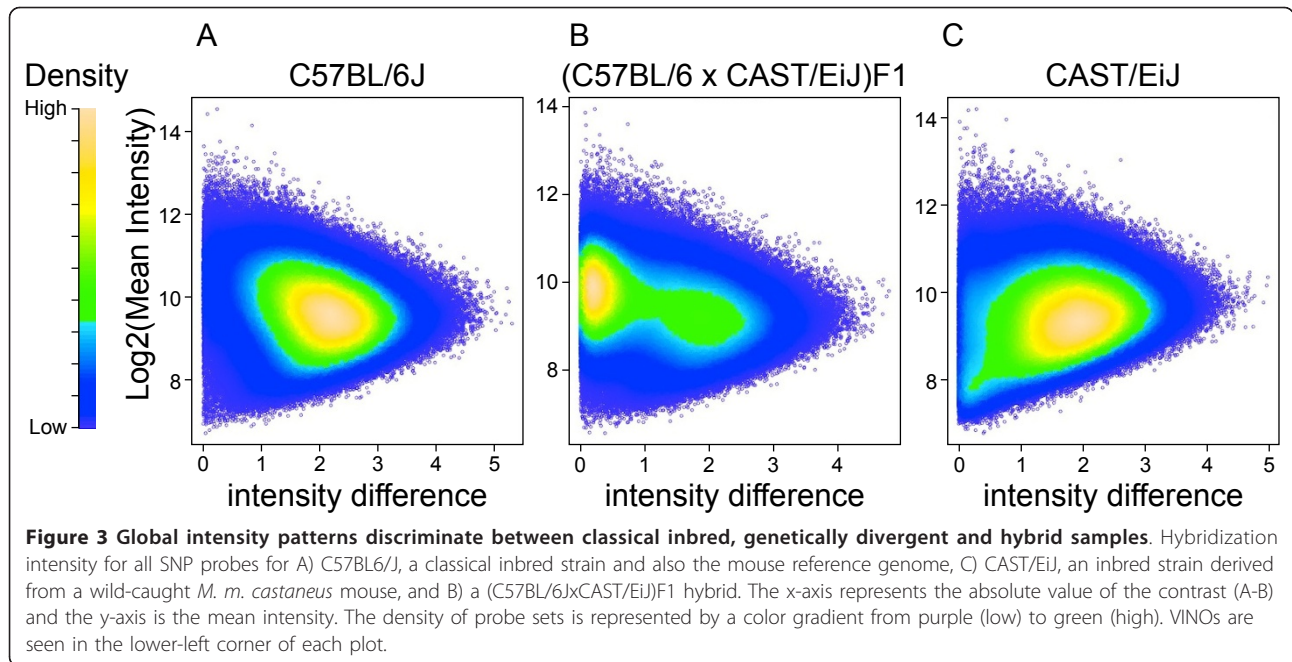 A
B
C
Density
C57BL/6J
(C57BL/6 x CAST/EiJ)F1
CAST/EiJ
High
Low
Log2(Mean Intensity)
14
12
10
8
0 1 2 3 4 5
intensity difference
14
12
10
8
0 1 2 3 4
intensity difference
14
12
10
8
0 1 2 3 4 5
intensity difference
Figure 3 Global intensity patterns discriminate between classical inbred, genetically divergent and hybrid samples. Hybridization
intensity for all SNP probes for A) C57BL6/J, a classical inbred strain and also the mouse reference genome, C) CAST/EiJ, an inbred strain derived
from a wild-caught M. m. castaneus mouse, and B) a (C57BL/6JxCAST/EiJ)F1 hybrid. The x-axis represents the absolute value of the contrast (A-B)
and the y-axis is the mean intensity. The density of probe sets is represented by a color gradient from purple (low) to green (high). VINOs are
seen in the lower-left corner of each plot.